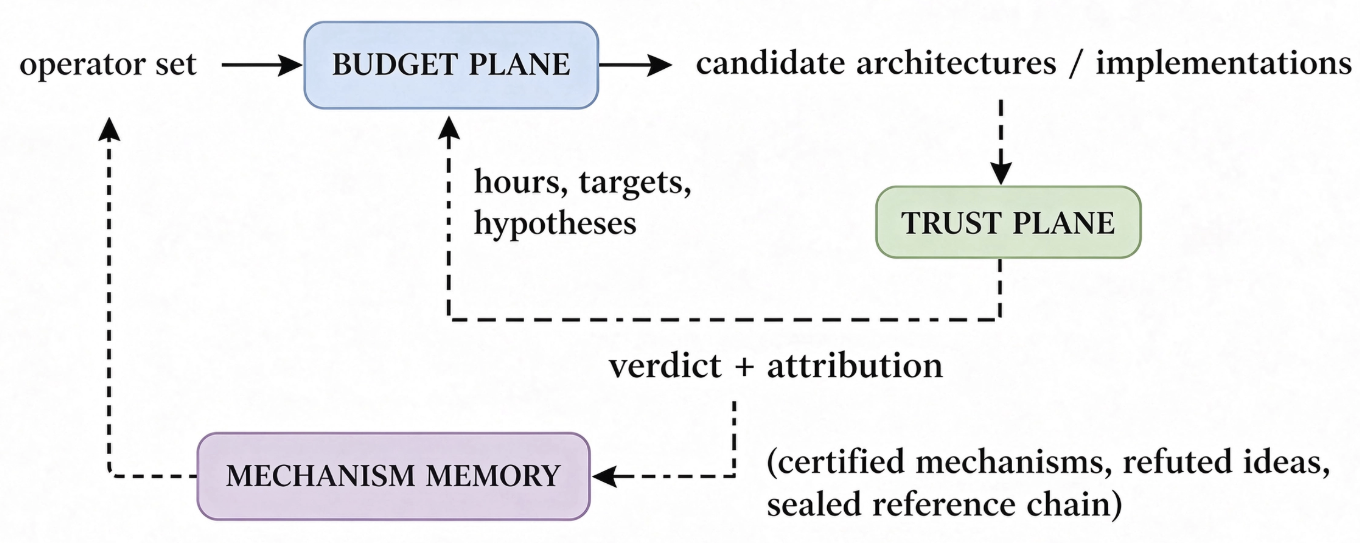 operator set
BUDGET PLANE
candidate architectures / implementations
hours, targets,
hypotheses
TRUST PLANE
verdict + attribution
MECHANISM MEMORY
(certified mechanisms, refuted ideas,
sealed reference chain)